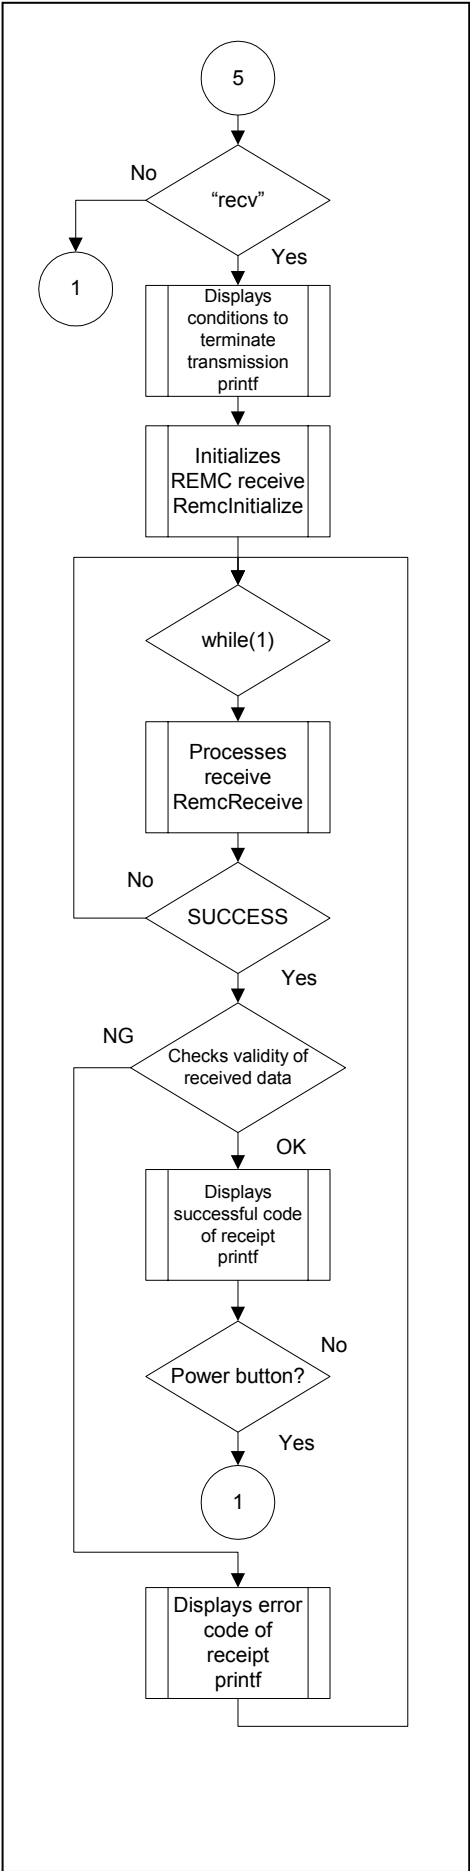 5
No
“recv”
Yes
1
Displays
conditions to
terminate
transmission
printf
Initializes
REMC receive
RemcInitialize
while(1)
Processes
receive
RemcReceive
No
SUCCESS
Yes
NG
Checks validity of
received data
OK
Displays
successful code
of receipt
printf
No
Power button?
Yes
1
Displays error
code of
receipt
printf